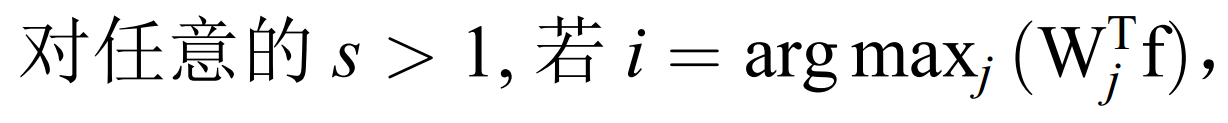 对任意的 s > 1, 若 i = arg max_j (W_j^T f)，